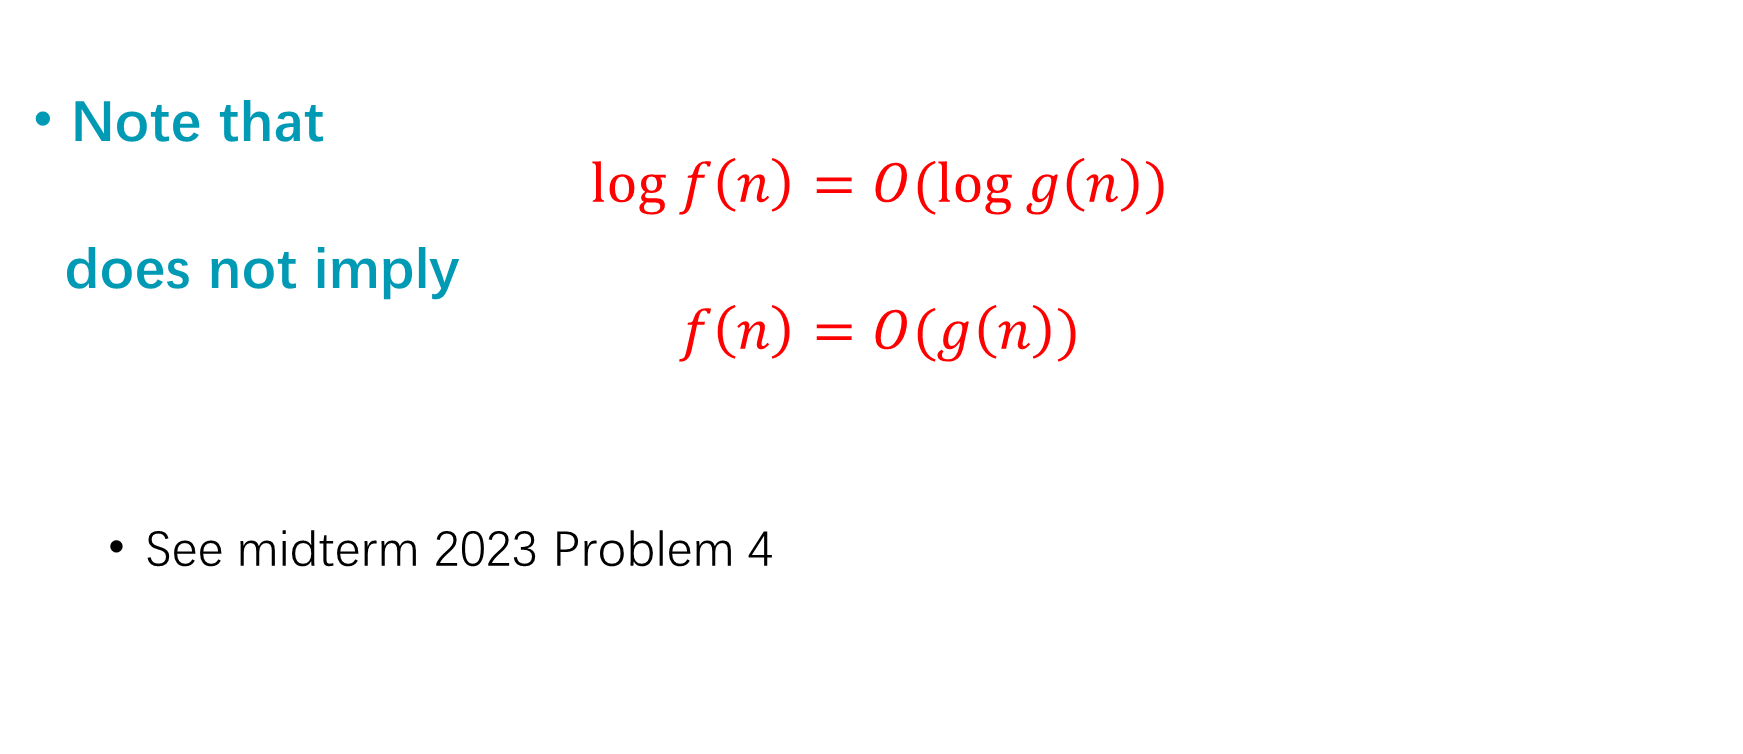 • Note that
log f(n) = O(log g(n))
does not imply
f(n) = O(g(n))
• See midterm 2023 Problem 4